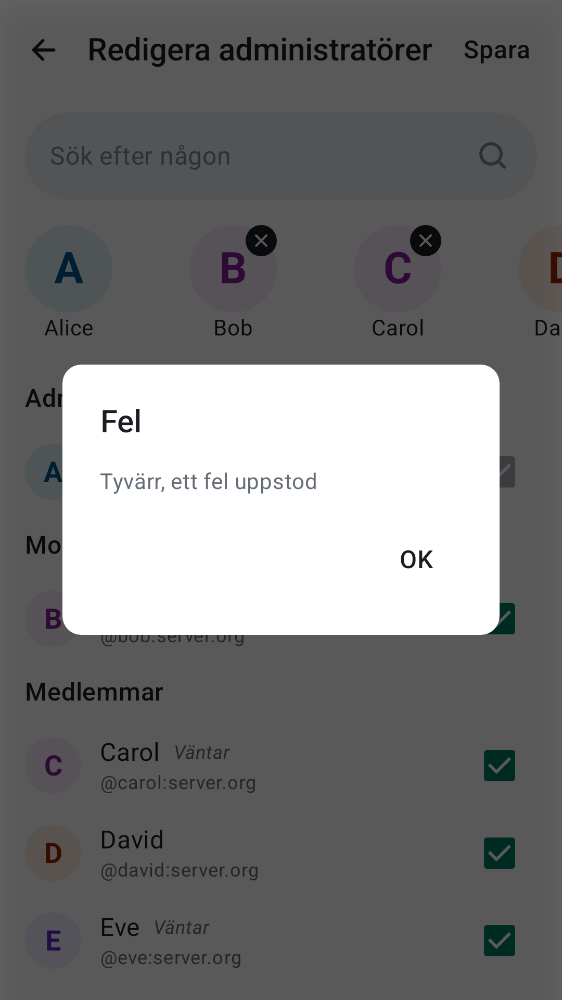 Redigera administratörer Spara
Sök efter någon
A B C D
Alice Bob Carol Da
Adr
A
Fel
Tyvärr, ett fel uppstod
OK
Mo
B
@bob:server.org
Medlemmar
C Carol Väntar
@carol:server.org
D David
@david:server.org
E Eve Väntar
@eve:server.org